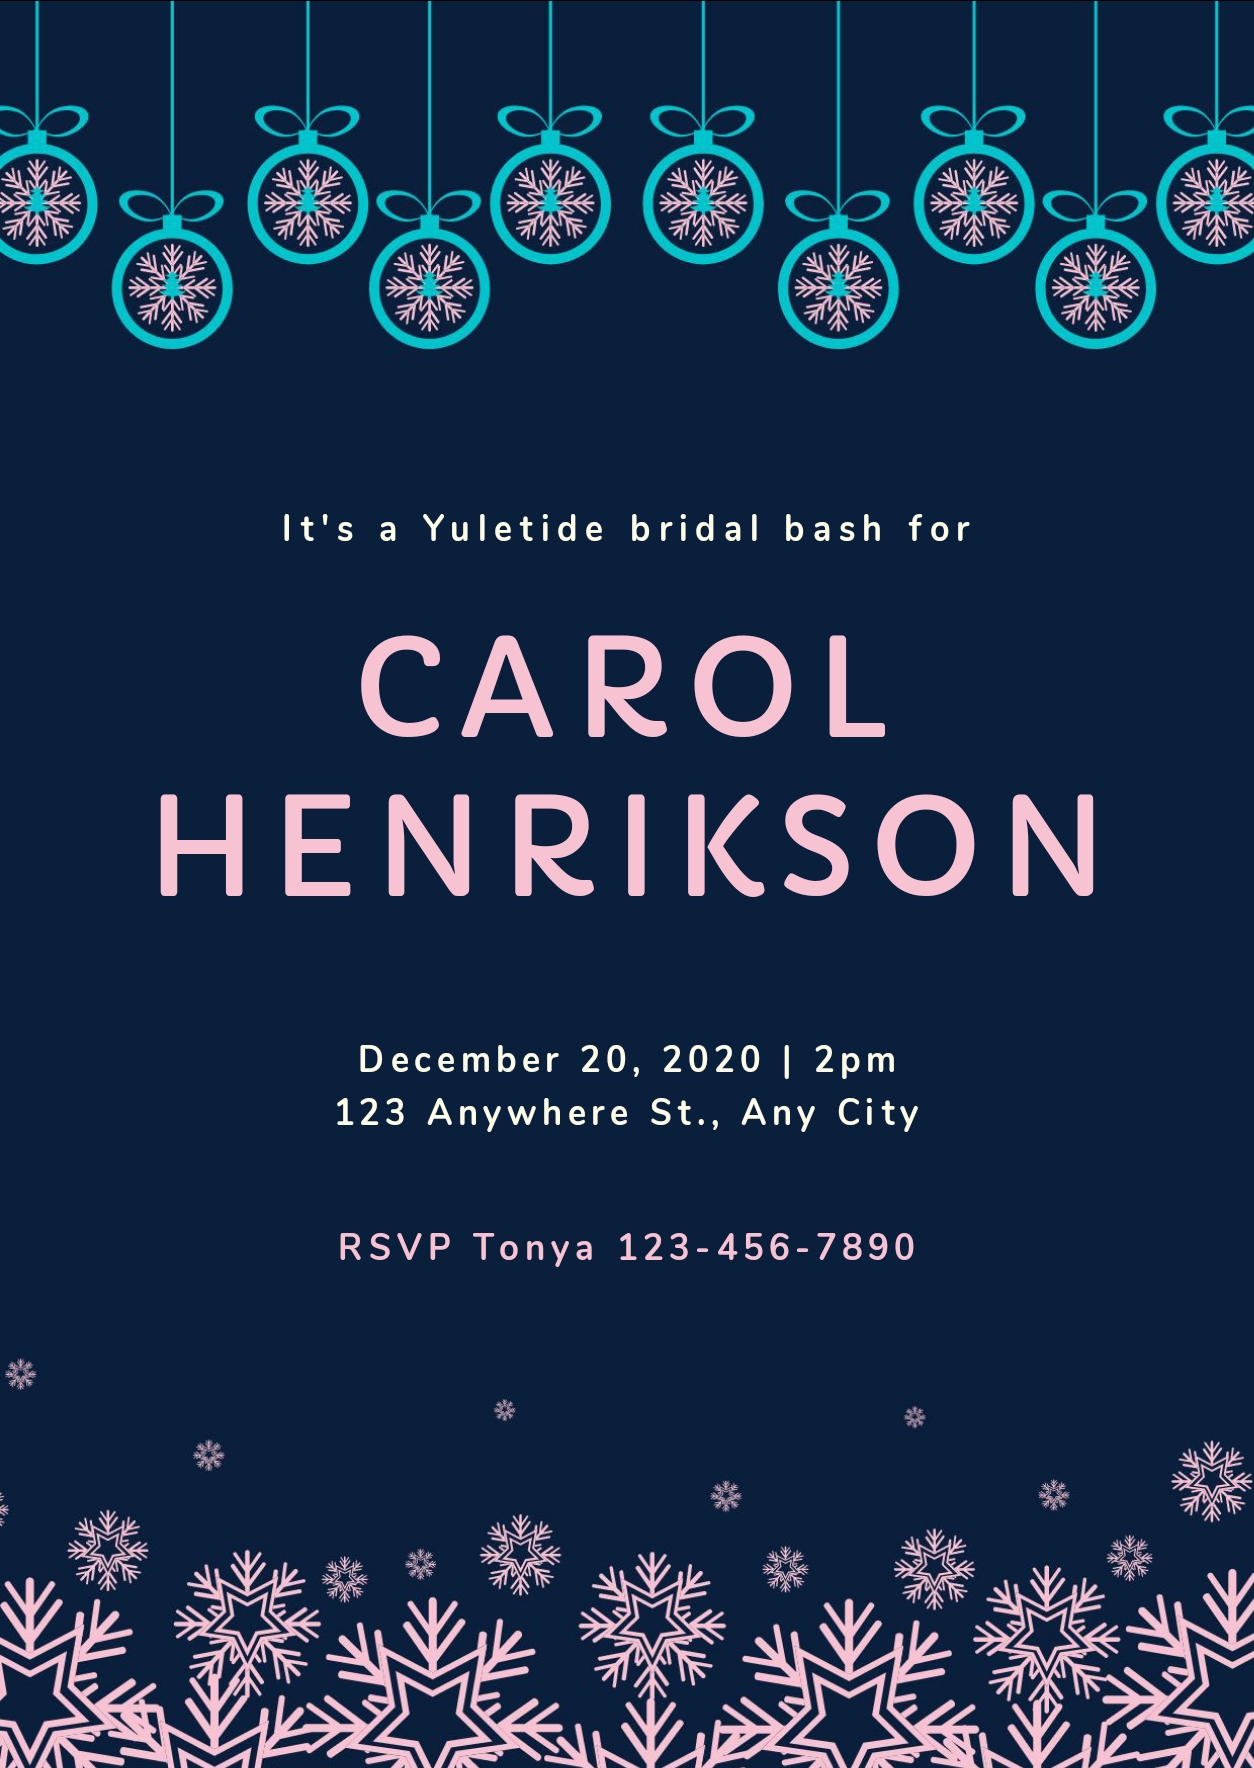 It's a Yuletide bridal bash for
CAROL
HENRIKSON
December 20, 2020 | 2pm
123 Anywhere St., Any City
RSVP Tonya 123-456-7890